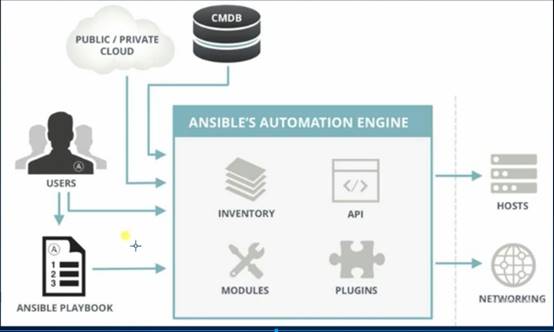 CMDB
PUBLIC / PRIVATE
CLOUD
ANSIBLE'S AUTOMATION ENGINE
USERS
INVENTORY
API
HOSTS
A
1
2
3
MODULES
PLUGINS
ANSIBLE PLAYBOOK
NETWORKING